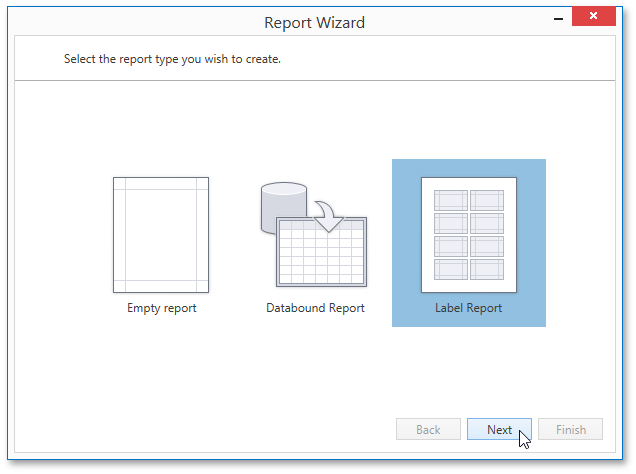 Report Wizard
Select the report type you wish to create.
Empty report
Databound Report
Label Report
Back
Next
Finish